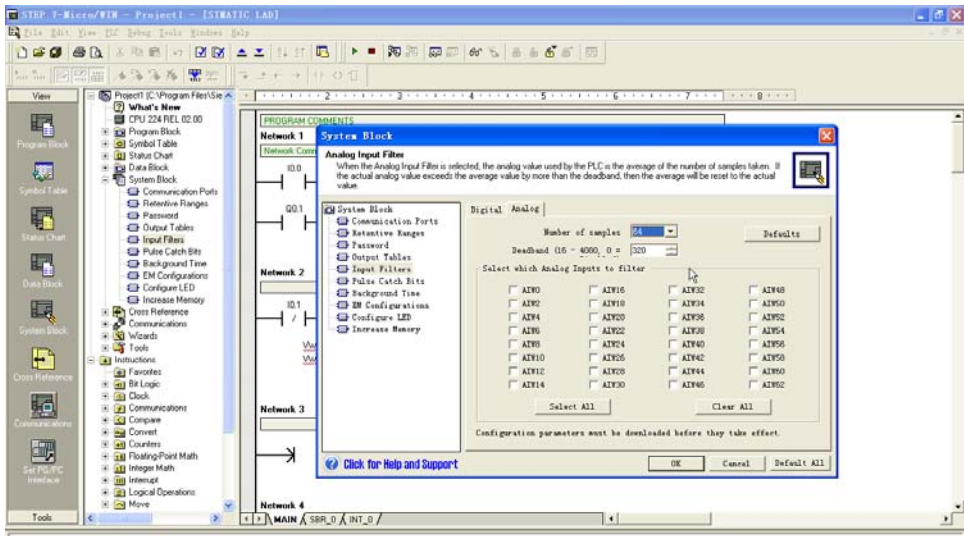 STEP 7-Micro/WIN - Project1 - [SIMATIC LAD]
File Edit View PLC Debug Tools Windows Help
View
Program Block
Symbol Table
Status Chart
Data Block
System Block
Cross Reference
Communications
Set PG/PC Interface
Tools
Project1 (C:\Program Files\Sie
What's New
CPU 224 REL 02.00
Program Block
Symbol Table
Status Chart
Data Block
System Block
Communication Ports
Retentive Ranges
Password
Output Tables
Input Filters
Pulse Catch Bits
Background Time
EM Configurations
Configure LED
Increase Memory
Cross Reference
Communications
Wizards
Tools
Instructions
Favorites
Bit Logic
Clock
Communications
Compare
Convert
Counters
Floating-Point Math
Integer Math
Interrupt
Logical Operations
Move
2 3 4 5 6 7 8
PROGRAM COMMENTS
Network 1
Network Com
I0.0
Q0.1
Network 2
I0.1
Network 3
Network 4
MAIN SBR_0 INT_0
System Block
Analog Input Filter
When the Analog Input Filter is selected, the analog value used by the PLC is the average of the number of samples taken. If
the actual analog value exceeds the average value by more than the deadband, then the average will be reset to the actual
value.
System Block
Communication Ports
Retentive Ranges
Password
Output Tables
Input Filters
Pulse Catch Bits
Background Time
EM Configurations
Configure LED
Increase Memory
Digital Analog
Number of samples 64
Defaults
Deadband (16 - 4080, 0 = 320
Select which Analog Inputs to filter
AIW0 AIW16 AIW32 AIW48
AIW2 AIW18 AIW34 AIW50
AIW4 AIW20 AIW36 AIW52
AIW6 AIW22 AIW38 AIW54
AIW8 AIW24 AIW40 AIW56
AIW10 AIW26 AIW42 AIW58
AIW12 AIW28 AIW44 AIW60
AIW14 AIW30 AIW46 AIW62
Select All Clear All
Configuration parameters must be downloaded before they take effect.
Click for Help and Support
OK Cancel Default All